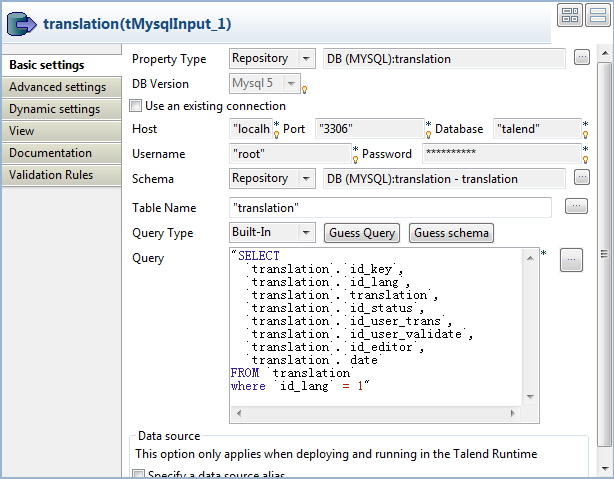 translation(tMysqlInput_1)
Basic settings
Advanced settings
Dynamic settings
View
Documentation
Validation Rules
Property Type Repository DB (MYSQL):translation ...
DB Version Mysql 5
Use an existing connection
Host "localh * Port "3306" * Database "talend" *
Username "root" * Password ********** *
Schema Repository DB (MYSQL):translation - translation ...
Table Name "translation" ...
Query Type Built-In Guess Query Guess schema
Query "SELECT * ...
`translation`.`id_key`,
`translation`.`id_lang`,
`translation`.`translation`,
`translation`.`id_status`,
`translation`.`id_user_trans`,
`translation`.`id_user_validate`,
`translation`.`id_editor`,
`translation`.`date`
FROM `translation`
where `id_lang` = 1"
Data source
This option only applies when deploying and running in the Talend Runtime
Specify a data source alias